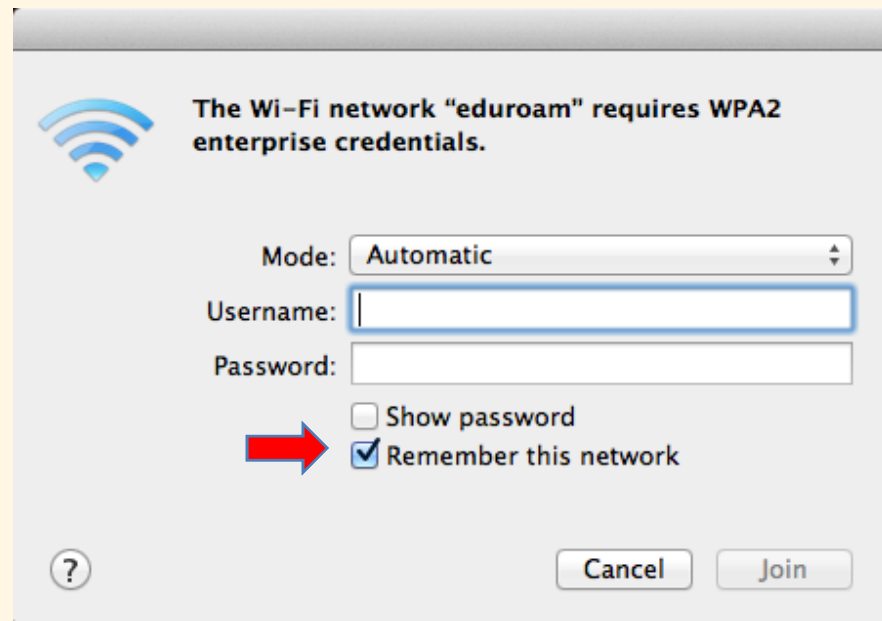 The Wi-Fi network “eduroam” requires WPA2
enterprise credentials.
Mode: Automatic
Username:
Password:
Show password
Remember this network
? Cancel Join